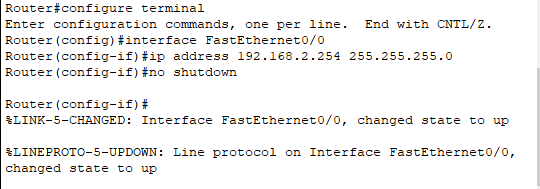 Router#configure terminal
Enter configuration commands, one per line.  End with CNTL/Z.
Router(config)#interface FastEthernet0/0
Router(config-if)#ip address 192.168.2.254 255.255.255.0
Router(config-if)#no shutdown

Router(config-if)#
%LINK-5-CHANGED: Interface FastEthernet0/0, changed state to up

%LINEPROTO-5-UPDOWN: Line protocol on Interface FastEthernet0/0,
changed state to up